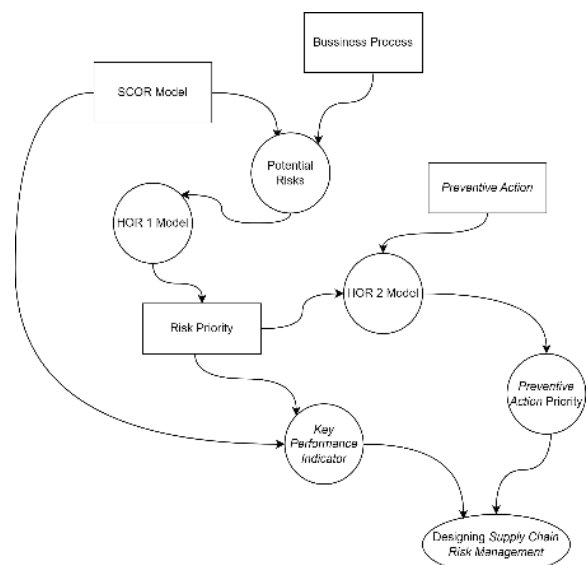 Bussiness Process
SCOR Model
Potential
Risks
Preventive Action
HOR 1 Model
HOR 2 Model
Risk Priority
Preventive
Action Priority
Key
Performance
Indicator
Designing Supply Chain
Risk Management